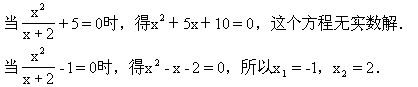 当x²/(x+2)+5=0时，得x²+5x+10=0，这个方程无实数解．
当x²/(x+2)-1=0时，得x²-x-2=0，所以x₁=-1，x₂=2．